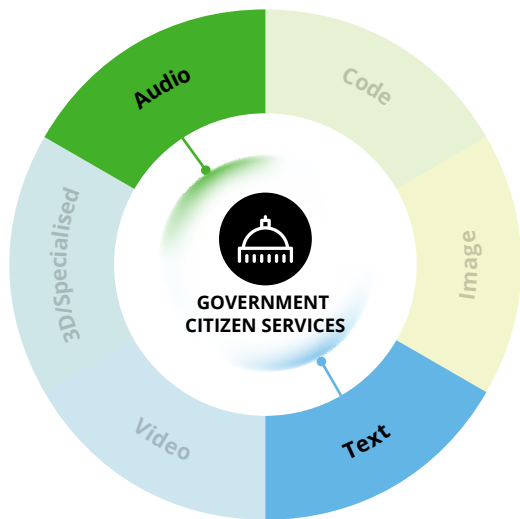 Audio
Code
Image
Text
Video
3D/Specialised
GOVERNMENT
CITIZEN SERVICES